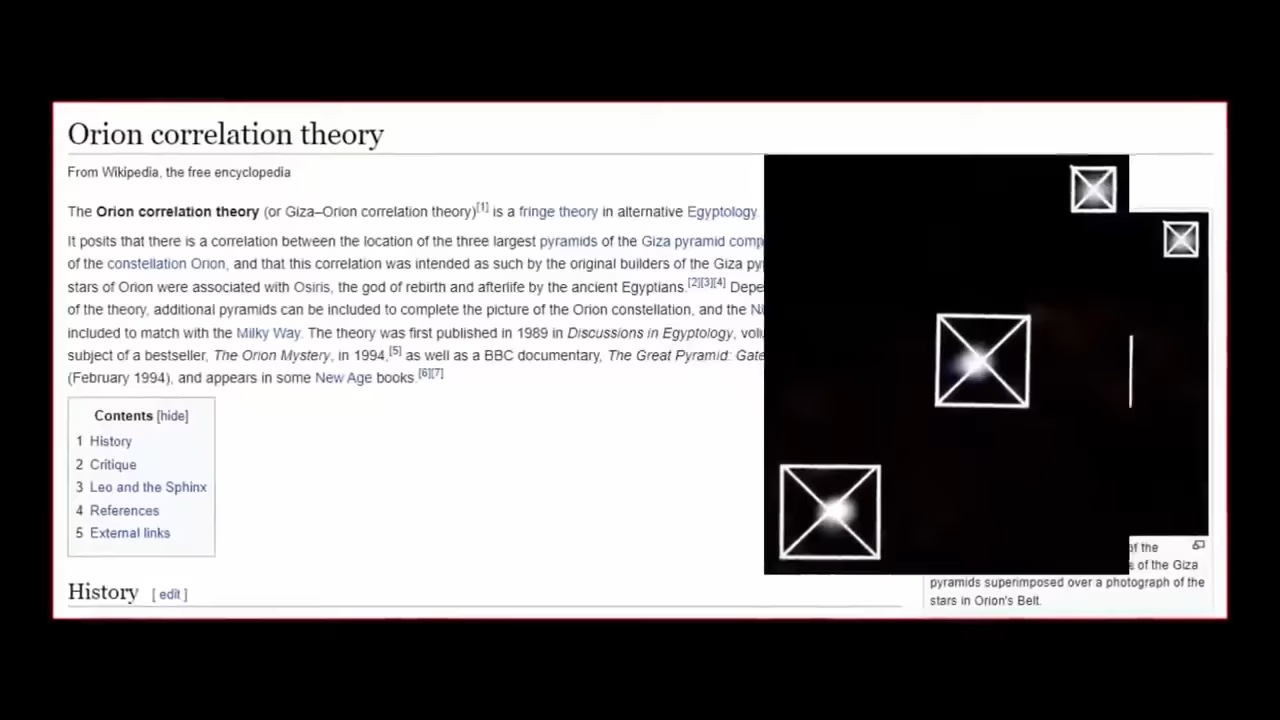 Orion correlation theory
From Wikipedia, the free encyclopedia
The Orion correlation theory (or Giza–Orion correlation theory)[1] is a fringe theory in alternative Egyptology.
It posits that there is a correlation between the location of the three largest pyramids of the Giza pyramid
of the constellation Orion, and that this correlation was intended as such by the original builders of the Giza
stars of Orion were associated with Osiris, the god of rebirth and afterlife by the ancient Egyptians.[2][3][4]
of the theory, additional pyramids can be included to complete the picture of the Orion constellation, and the
included to match with the Milky Way. The theory was first published in 1989 in Discussions in Egyptology,
subject of a bestseller, The Orion Mystery, in 1994,[5] as well as a BBC documentary, The Great Pyramid:
(February 1994), and appears in some New Age books.[6][7]
Contents [hide]
1 History
2 Critique
3 Leo and the Sphinx
4 References
5 External links
History [ edit ]
of the
of the Giza
pyramids superimposed over a photograph of the
stars in Orion's Belt.